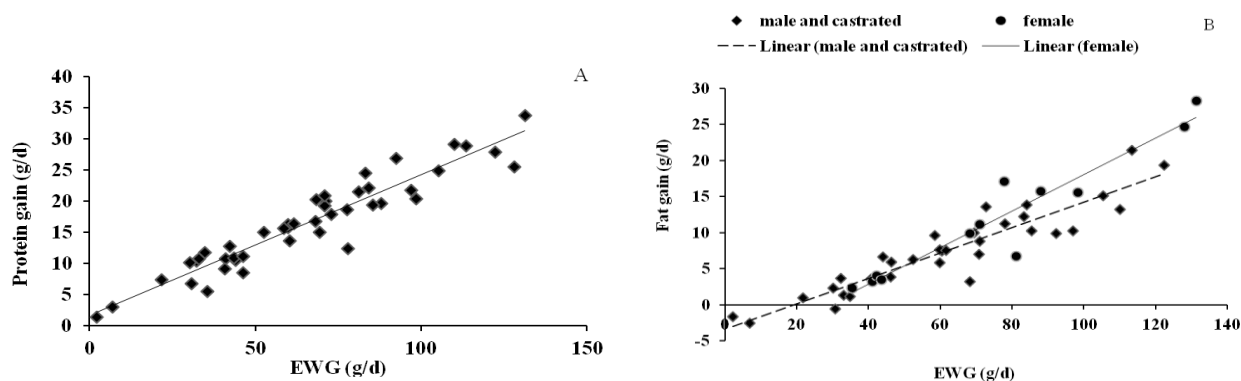 A
Protein gain (g/d)
40
35
30
25
20
15
10
5
0
0 50 100 150
EWG (g/d)
male and castrated female B
Linear (male and castrated) Linear (female)
Fat gain (g/d)
30
25
20
15
10
5
0
-5
0 20 40 60 80 100 120 140
EWG (g/d)